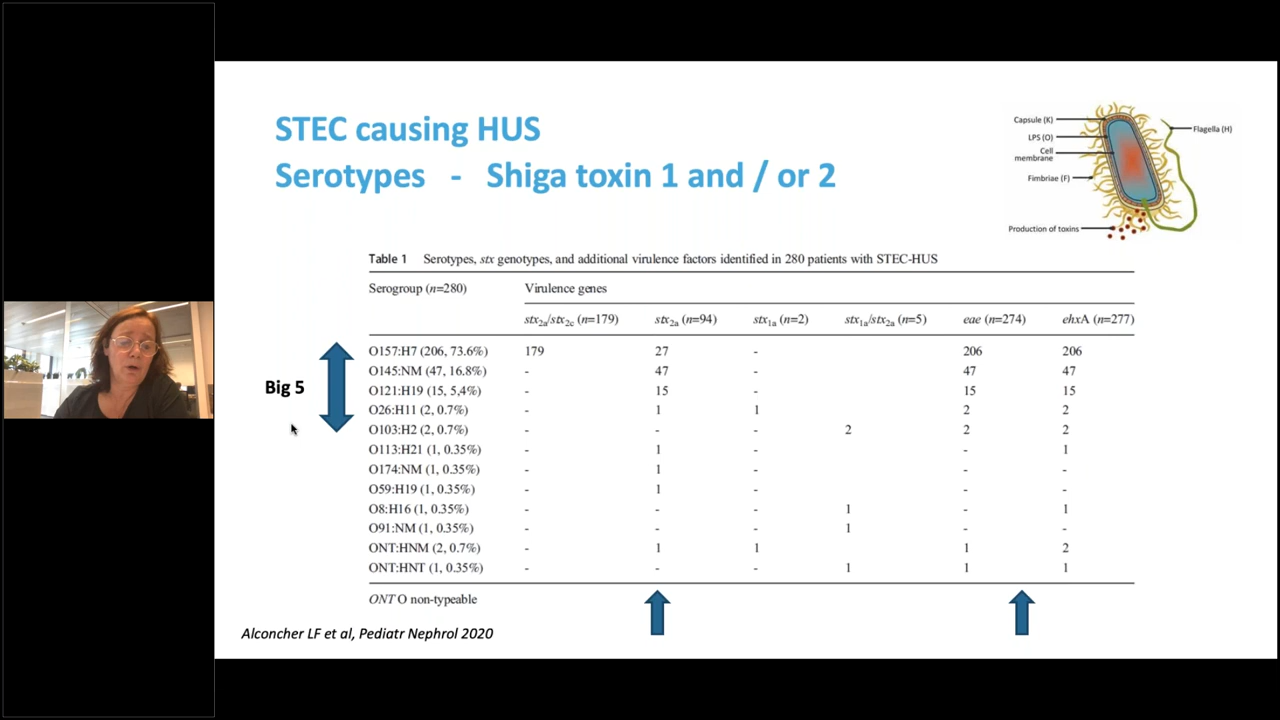 STEC causing HUS
Serotypes - Shiga toxin 1 and / or 2
Capsule (K)
LPS (O)
Cell
membrane
Fimbriae (F)
Flagella (H)
Production of toxins
Table 1 Serotypes, stx genotypes, and additional virulence factors identified in 280 patients with STEC-HUS
Serogroup (n=280) Virulence genes
stx2a/stx2c (n=179) stx2a (n=94) stx1a (n=2) stx1a/stx2a (n=5) eae (n=274) ehxA (n=277)
O157:H7 (206, 73.6%) 179 27 - 206 206
O145:NM (47, 16.8%) - 47 - 47 47
O121:H19 (15, 5,4%) - 15 - 15 15
O26:H11 (2, 0.7%) - 1 1 2 2
O103:H2 (2, 0.7%) - - - 2 2 2
O113:H21 (1, 0.35%) - 1 - - 1
O174:NM (1, 0.35%) - 1 - - -
O59:H19 (1, 0.35%) - 1 - - -
O8:H16 (1, 0.35%) - - - 1 - 1
O91:NM (1, 0.35%) - - - 1 - -
ONT:HNM (2, 0.7%) - 1 1 1 2
ONT:HNT (1, 0.35%) - - - 1 1 1
Big 5
ONT O non-typeable
Alconcher LF et al, Pediatr Nephrol 2020